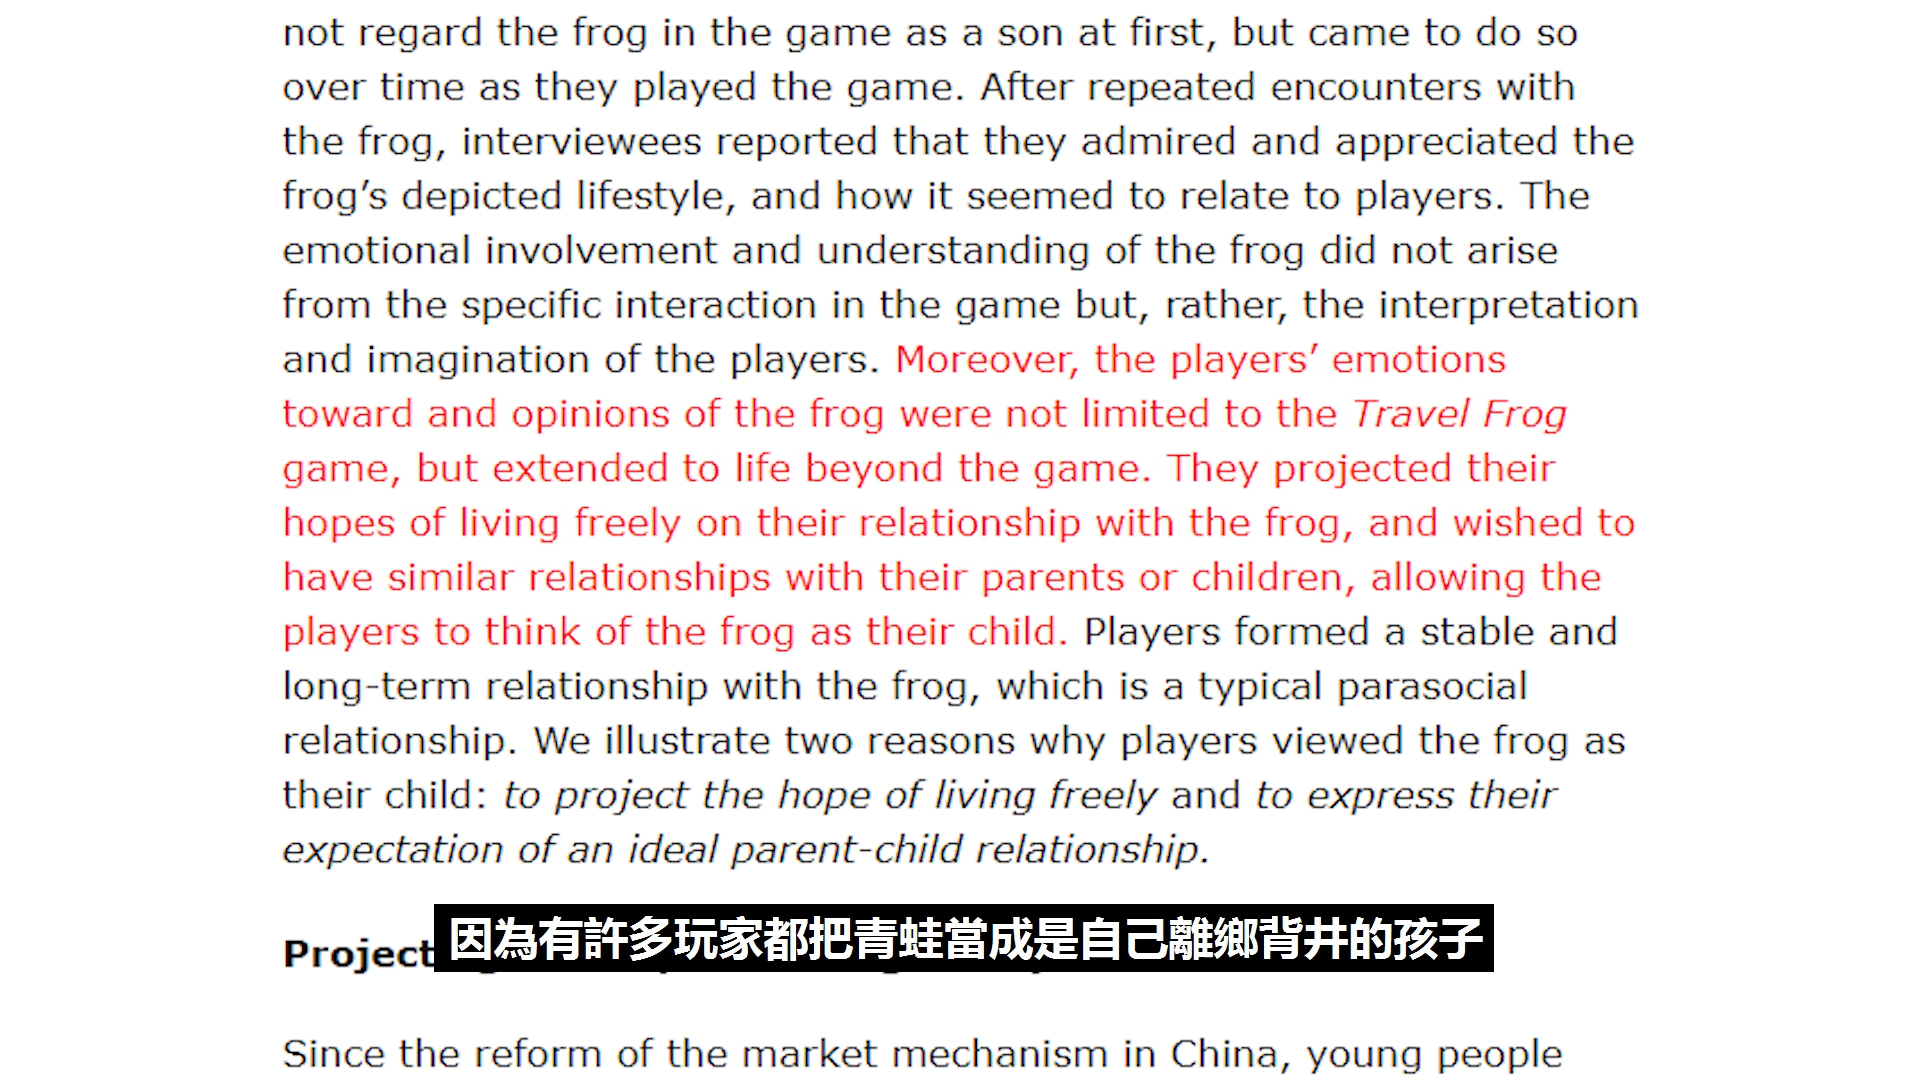 not regard the frog in the game as a son at first, but came to do so
over time as they played the game. After repeated encounters with
the frog, interviewees reported that they admired and appreciated the
frog’s depicted lifestyle, and how it seemed to relate to players. The
emotional involvement and understanding of the frog did not arise
from the specific interaction in the game but, rather, the interpretation
and imagination of the players. Moreover, the players’ emotions
toward and opinions of the frog were not limited to the Travel Frog
game, but extended to life beyond the game. They projected their
hopes of living freely on their relationship with the frog, and wished to
have similar relationships with their parents or children, allowing the
players to think of the frog as their child. Players formed a stable and
long-term relationship with the frog, which is a typical parasocial
relationship. We illustrate two reasons why players viewed the frog as
their child: to project the hope of living freely and to express their
expectation of an ideal parent-child relationship.
因為有許多玩家都把青蛙當成是自己離鄉背井的孩子
Since the reform of the market mechanism in China, young people